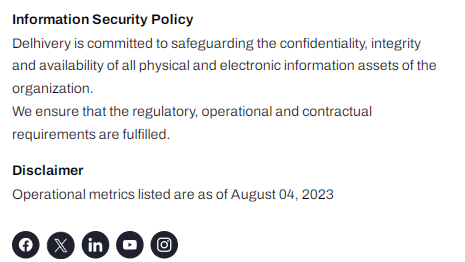 Information Security Policy
Delhivery is committed to safeguarding the confidentiality, integrity
and availability of all physical and electronic information assets of the
organization.
We ensure that the regulatory, operational and contractual
requirements are fulfilled.
Disclaimer
Operational metrics listed are as of August 04, 2023